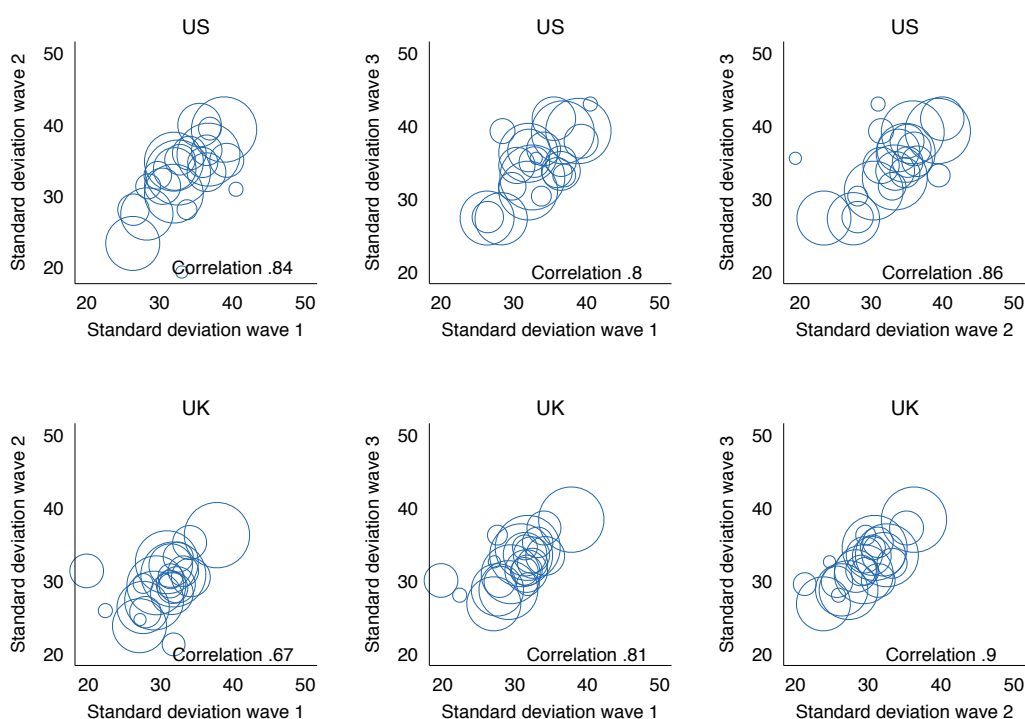 US
Standard deviation wave 2
50
40
30
20
Correlation .84
20 30 40 50
Standard deviation wave 1
US
Standard deviation wave 3
50
40
30
20
Correlation .8
20 30 40 50
Standard deviation wave 1
US
Standard deviation wave 3
50
40
30
20
Correlation .86
20 30 40 50
Standard deviation wave 2
UK
Standard deviation wave 2
50
40
30
20
Correlation .67
20 30 40 50
Standard deviation wave 1
UK
Standard deviation wave 3
50
40
30
20
Correlation .81
20 30 40 50
Standard deviation wave 1
UK
Standard deviation wave 3
50
40
30
20
Correlation .9
20 30 40 50
Standard deviation wave 2